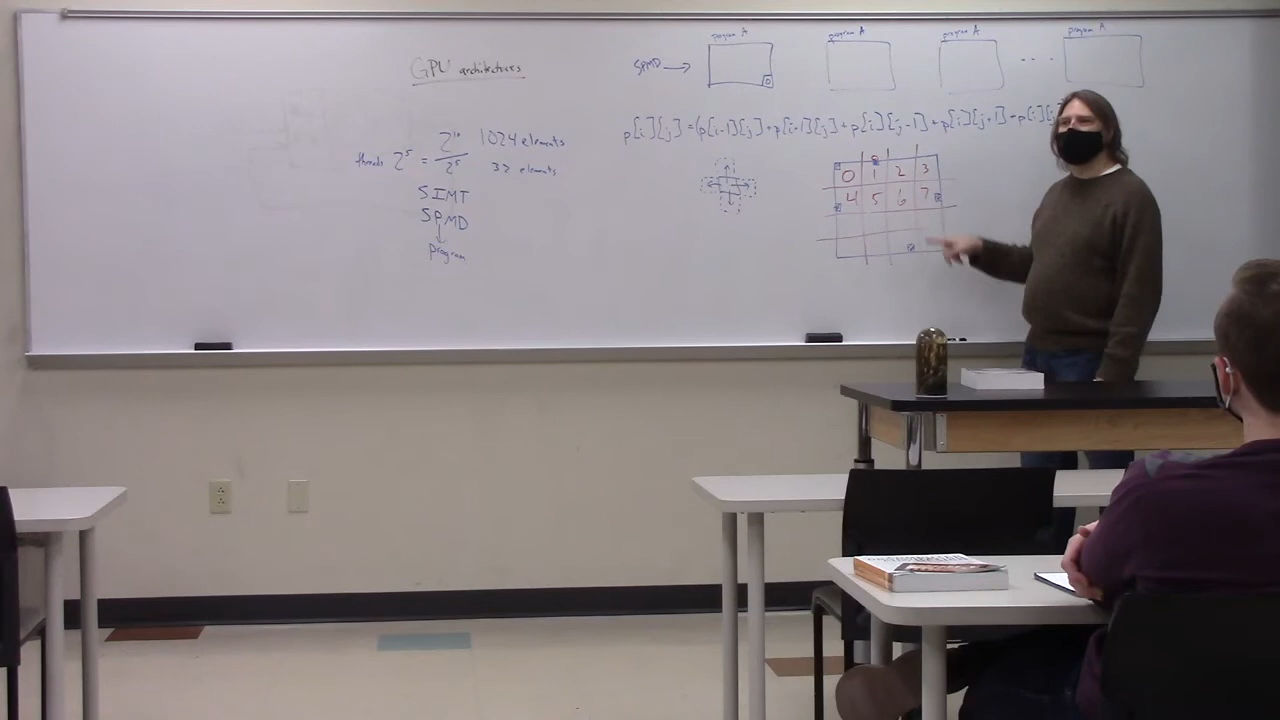 GPU architectures
threads 2^5 = 2^10 / 2^5
1024 elements
32 elements
SIMT
SPMD
program
SPMD →
program A
program A
program A
...
program A
p[i][j] = (p[i-1][j] + p[i+1][j] + p[i][j-1] + p[i][j+1] + p[i][j
0 1 2 3
4 5 6 7